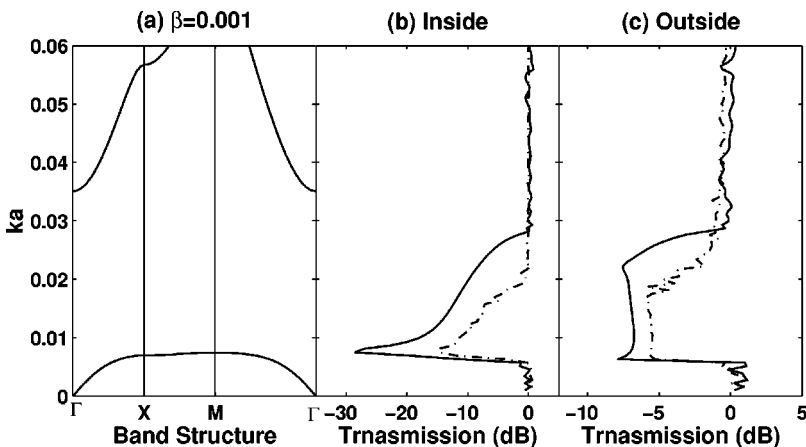 (a) β=0.001
(b) Inside
(c) Outside
ka
0.06
0.05
0.04
0.03
0.02
0.01
0
Γ X M Γ
−30 −20 −10 0
−10 −5 0 5
Band Structure
Trnasmission (dB)
Trnasmission (dB)